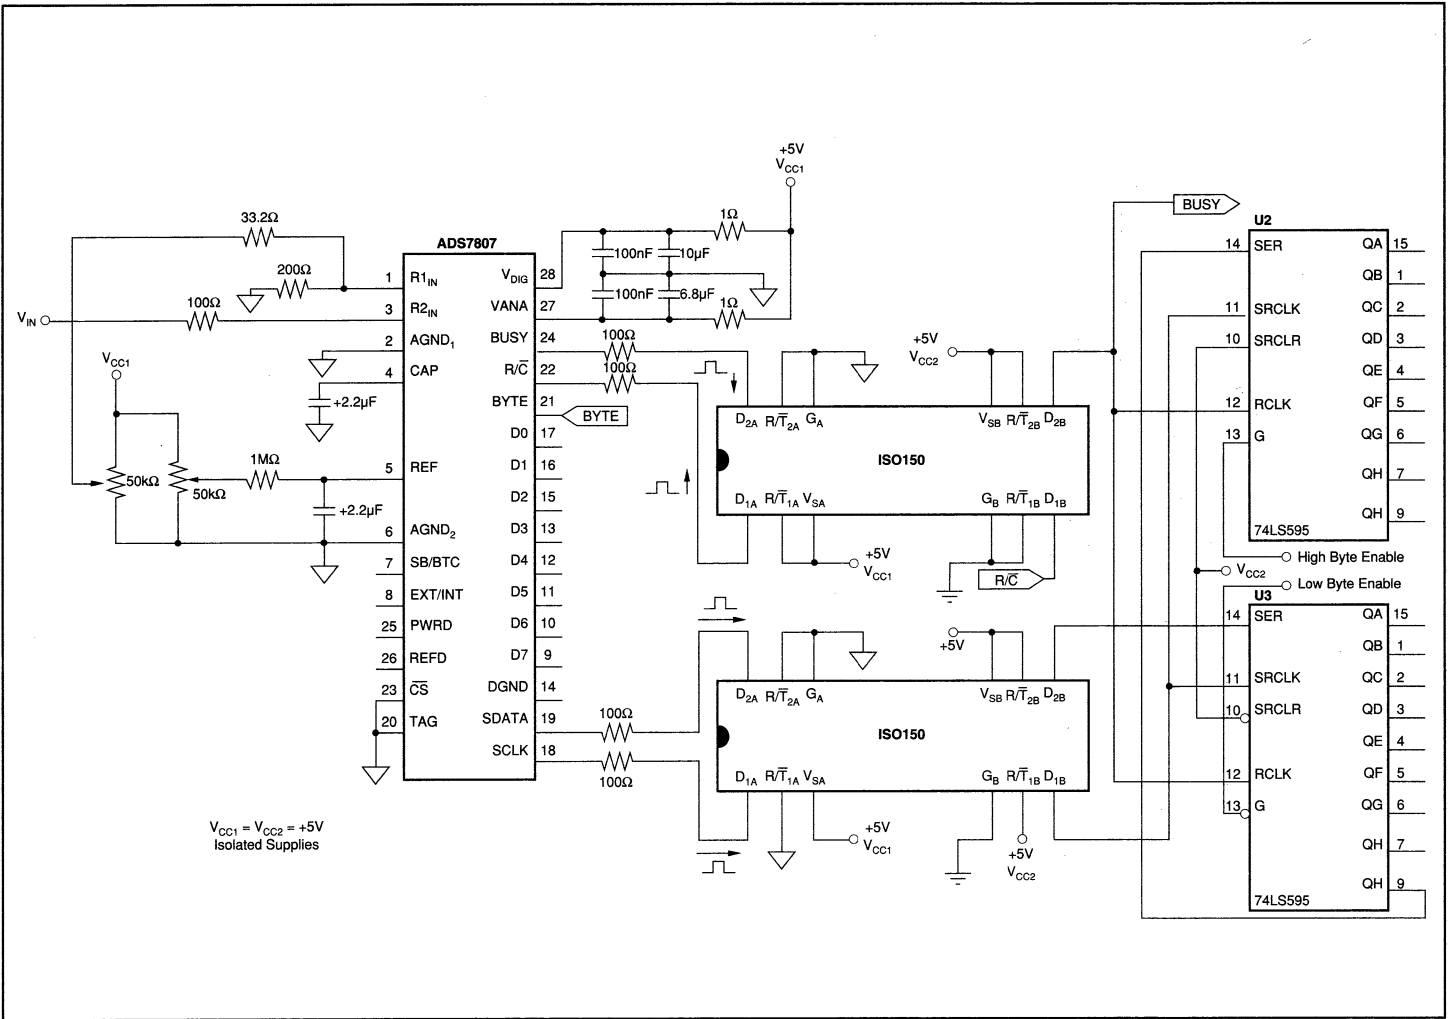 +5V
VCC1
33.2Ω
200Ω
100Ω
VIN
VCC1
+2.2µF
1MΩ
50kΩ
50kΩ
+2.2µF
ADS7807
1 R1IN
3 R2IN
2 AGND1
4 CAP
5 REF
6 AGND2
7 SB/BTC
8 EXT/INT
25 PWRD
26 REFD
23 C̅S̅
20 TAG
VDIG 28
VANA 27
BUSY 24
R/C̅ 22
BYTE 21
D0 17
D1 16
D2 15
D3 13
D4 12
D5 11
D6 10
D7 9
DGND 14
SDATA 19
SCLK 18
1Ω
100nF
10µF
100nF
6.8µF
1Ω
100Ω
100Ω
BYTE
+5V
VCC2
D2A R/T̅2A GA
VSB R/T̅2B D2B
ISO150
D1A R/T̅1A VSA
GB R/T̅1B D1B
+5V
VCC1
R/C̅
+5V
D2A R/T̅2A GA
VSB R/T̅2B D2B
ISO150
D1A R/T̅1A VSA
GB R/T̅1B D1B
100Ω
100Ω
+5V
VCC1
+5V
VCC2
VCC1 = VCC2 = +5V
Isolated Supplies
BUSY
U2
14 SER
11 SRCLK
10 SRCLR
12 RCLK
13 G
QA 15
QB 1
QC 2
QD 3
QE 4
QF 5
QG 6
QH 7
QH 9
74LS595
High Byte Enable
VCC2
Low Byte Enable
U3
14 SER
11 SRCLK
10 SRCLR
12 RCLK
13 G
QA 15
QB 1
QC 2
QD 3
QE 4
QF 5
QG 6
QH 7
QH 9
74LS595